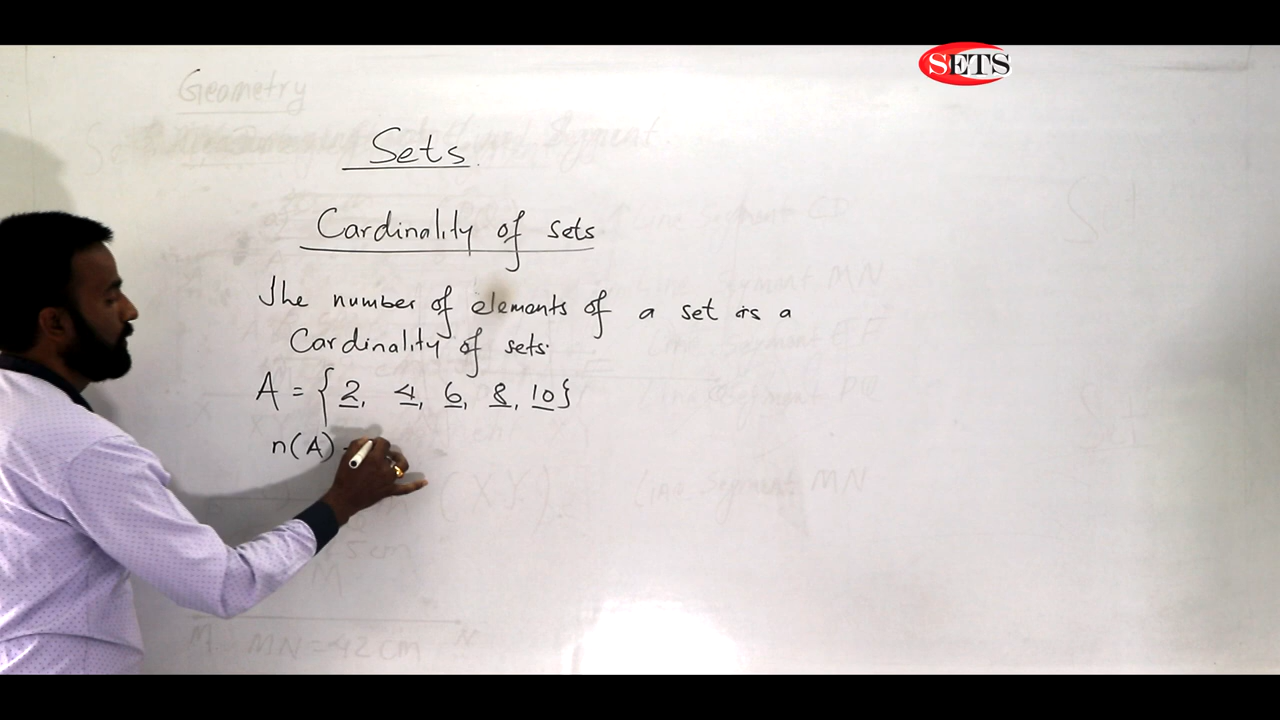 SETS
Geometry
Sets
Cardinality of sets
The number of elements of a set is a
Cardinality of sets.
A = { 2, 4, 6, 8, 10}
n(A)
Line Segment CD
Line Segment MN
Line Segment EF
Line Segment PQ
(XY)
Line Segment MN
5cm
M
M N
MN = 42 cm